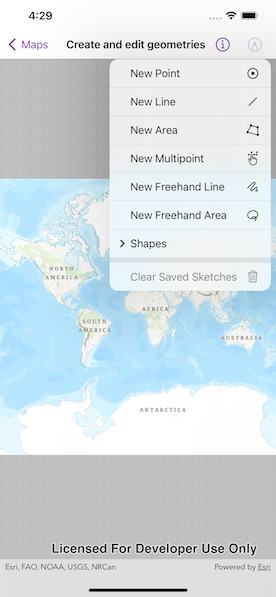 4:29
Maps
Create and edit geometries
New Point
New Line
New Area
New Multipoint
New Freehand Line
New Freehand Area
Shapes
Clear Saved Sketches
NORTH
AMERICA
SOUTH
AMERICA
AFRICA
AUSTRALIA
ANTARCTICA
Licensed For Developer Use Only
Esri, FAO, NOAA, USGS, NRCan
Powered by Esri